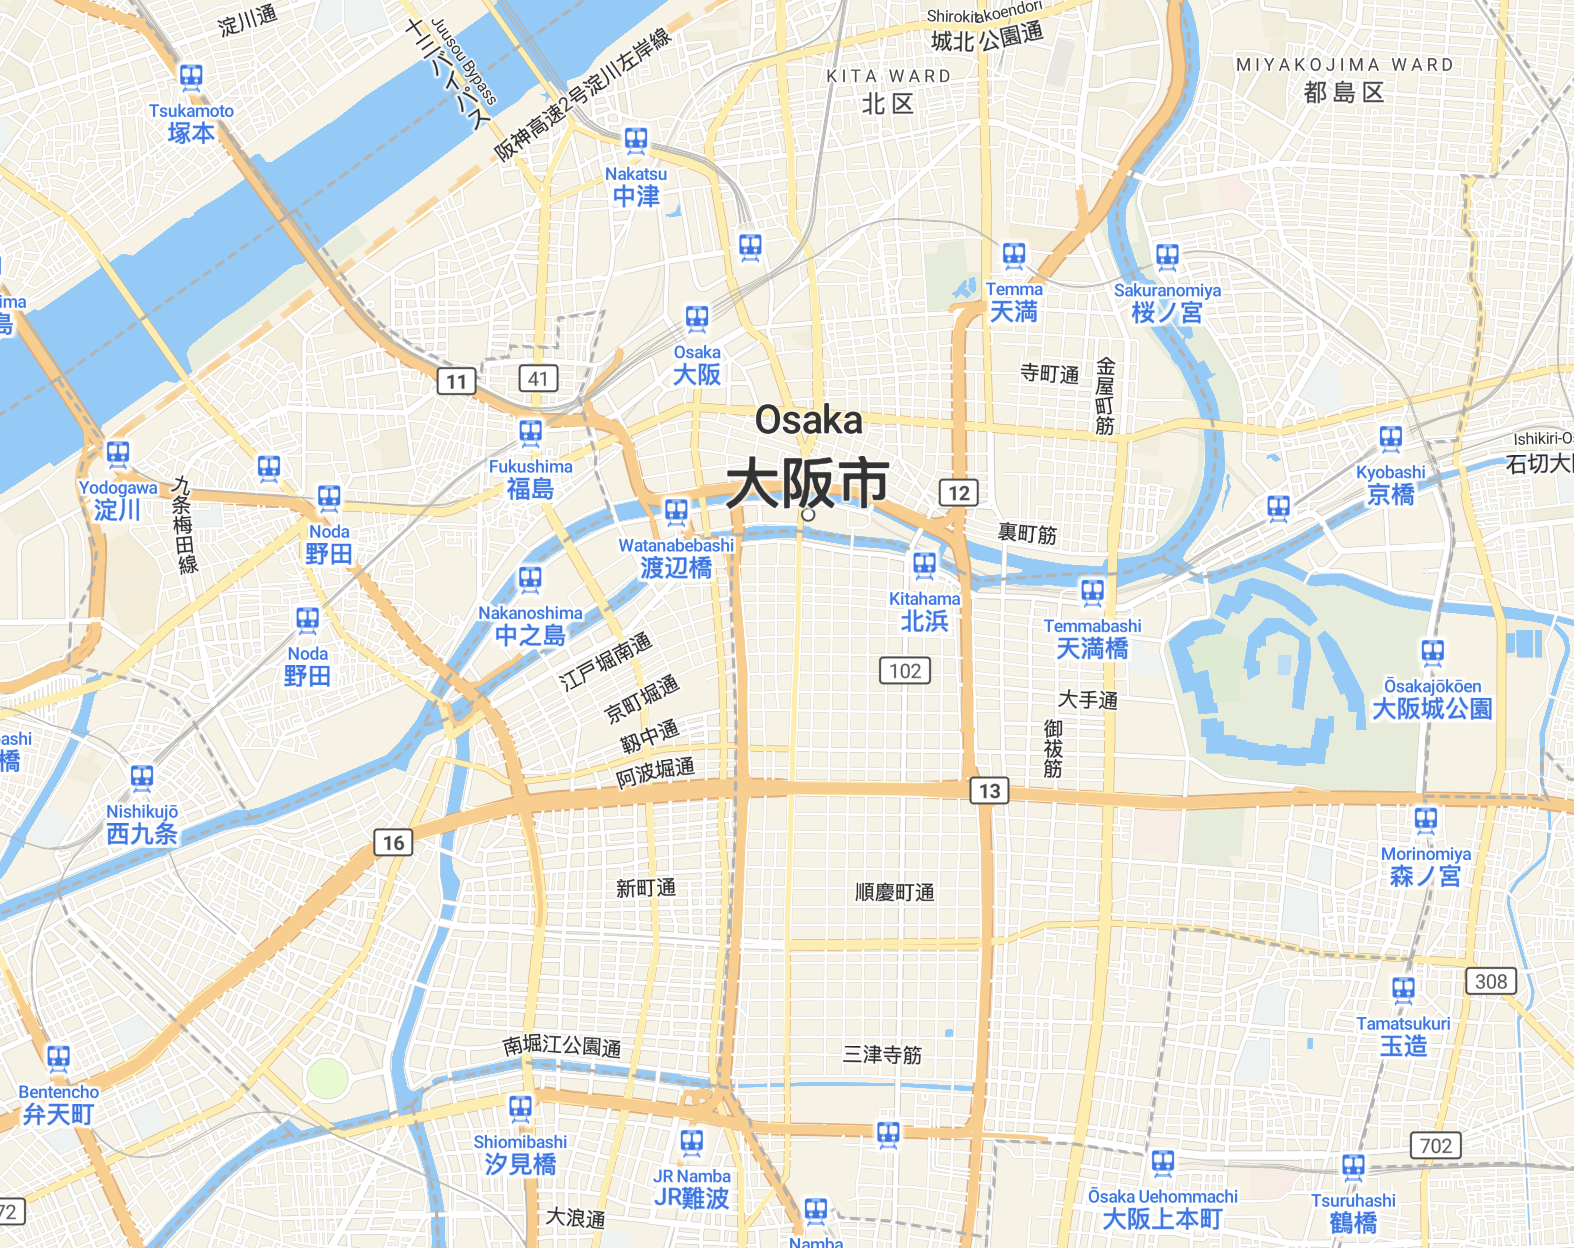 淀川通
十三バイパス
Juusou Bypass
阪神高速2号淀川左岸線
Shirokitakoendori
城北公園通
KITA WARD
北区
MIYAKOJIMA WARD
都島区
Tsukamoto
塚本
Nakatsu
中津
Temma
天満
Sakuranomiya
桜ノ宮
ima
島
Osaka
大阪
11
41
寺町通
金屋町筋
Osaka
大阪市
Fukushima
福島
Yodogawa
淀川
九条梅田線
Noda
野田
12
裏町筋
Kyobashi
京橋
Ishikiri-O
石切大
Watanabebashi
渡辺橋
Nakanoshima
中之島
Kitahama
北浜
Temmabashi
天満橋
Noda
野田
江戸堀南通
京町堀通
靱中通
阿波堀通
102
大手通
御祓筋
Ōsakajōkōen
大阪城公園
ashi
橋
Nishikujō
西九条
13
16
Morinomiya
森ノ宮
新町通
順慶町通
308
Tamatsukuri
玉造
南堀江公園通
三津寺筋
Bentencho
弁天町
Shiomibashi
汐見橋
JR Namba
JR難波
702
Ōsaka Uehommachi
大阪上本町
Tsuruhashi
鶴橋
72
大浪通
Namba